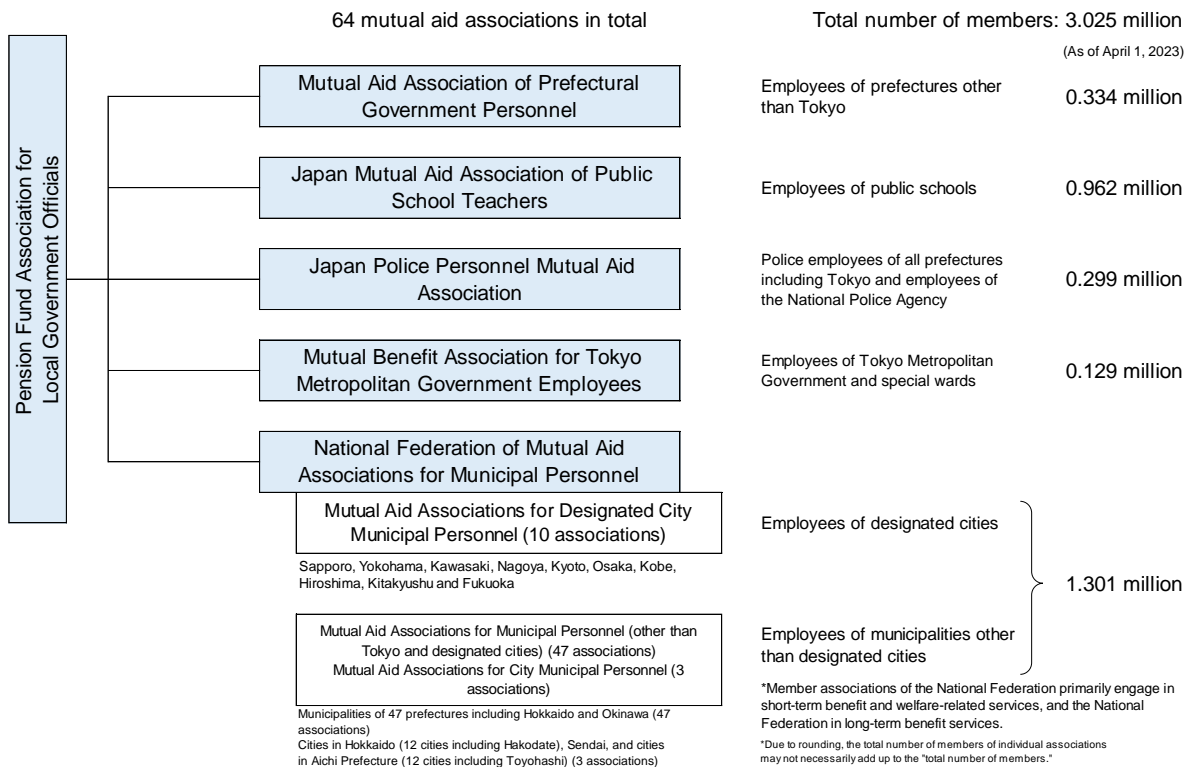 64 mutual aid associations in total
Total number of members: 3.025 million
(As of April 1, 2023)
Pension Fund Association for
Local Government Officials
Mutual Aid Association of Prefectural
Government Personnel
Employees of prefectures other
than Tokyo
0.334 million
Japan Mutual Aid Association of Public
School Teachers
Employees of public schools
0.962 million
Japan Police Personnel Mutual Aid
Association
Police employees of all prefectures
including Tokyo and employees of
the National Police Agency
0.299 million
Mutual Benefit Association for Tokyo
Metropolitan Government Employees
Employees of Tokyo Metropolitan
Government and special wards
0.129 million
National Federation of Mutual Aid
Associations for Municipal Personnel
Mutual Aid Associations for Designated City
Municipal Personnel (10 associations)
Employees of designated cities
Sapporo, Yokohama, Kawasaki, Nagoya, Kyoto, Osaka, Kobe,
Hiroshima, Kitakyushu and Fukuoka
1.301 million
Mutual Aid Associations for Municipal Personnel (other than
Tokyo and designated cities) (47 associations)
Mutual Aid Associations for City Municipal Personnel (3
associations)
Employees of municipalities other
than designated cities
Municipalities of 47 prefectures including Hokkaido and Okinawa (47
associations)
Cities in Hokkaido (12 cities including Hakodate), Sendai, and cities
in Aichi Prefecture (12 cities including Toyohashi) (3 associations)
*Member associations of the National Federation primarily engage in
short-term benefit and welfare-related services, and the National
Federation in long-term benefit services.
*Due to rounding, the total number of members of individual associations
may not necessarily add up to the "total number of members."